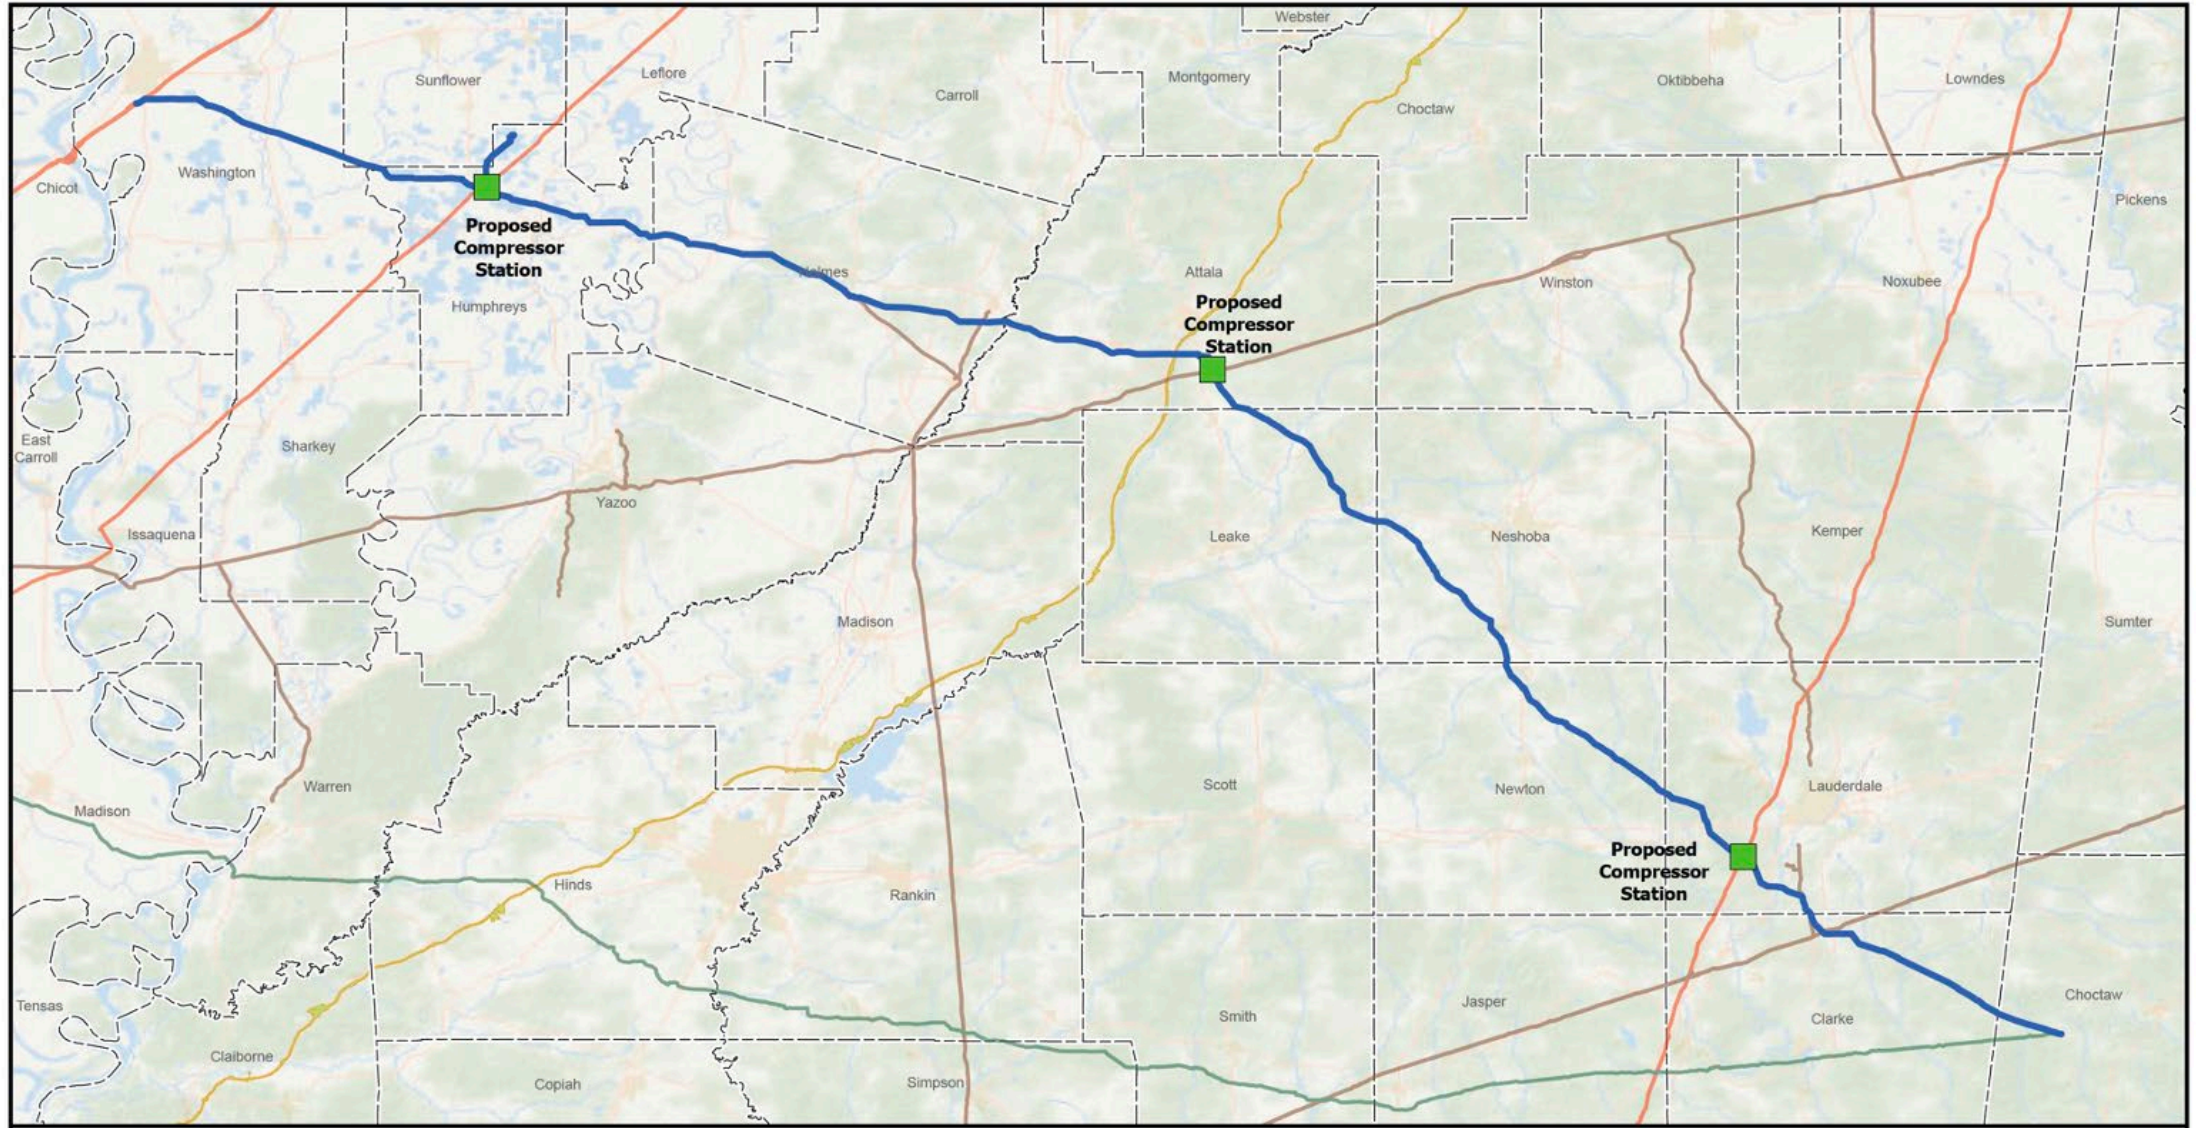 Webster
Sunflower
Leflore
Carroll
Montgomery
Choctaw
Oktibbeha
Lowndes
Washington
Chicot
Pickens
Proposed
Compressor
Station
Holmes
Attala
Winston
Noxubee
Humphreys
Proposed
Compressor
Station
East
Carroll
Sharkey
Yazoo
Issaquena
Leake
Neshoba
Kemper
Madison
Sumter
Warren
Madison
Scott
Newton
Lauderdale
Proposed
Compressor
Station
Hinds
Rankin
Tensas
Jasper
Choctaw
Smith
Clarke
Claiborne
Copiah
Simpson